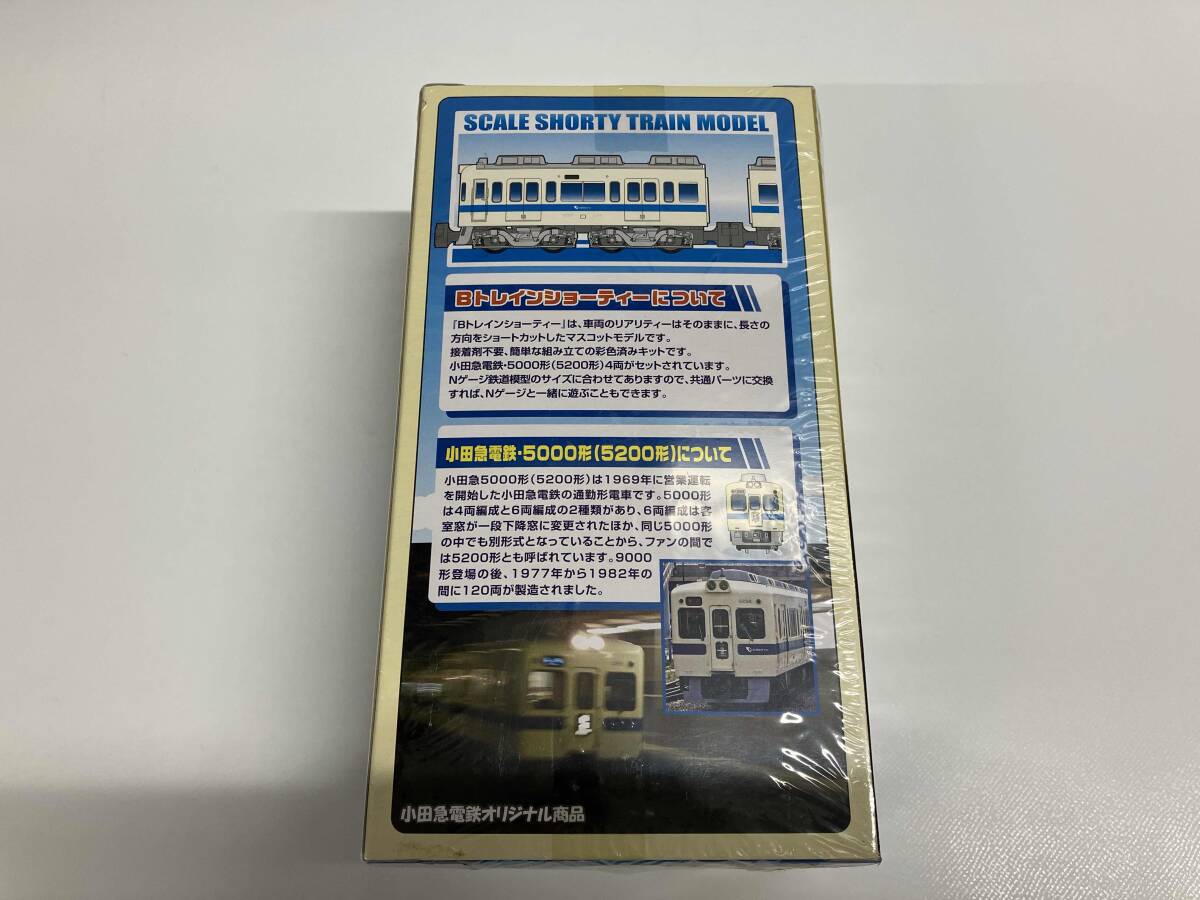 SCALE SHORTY TRAIN MODEL
Bトレインショーティーについて
「Bトレインショーティー」は、車両のリアリティーはそのままに、長さの
方向をショートカットしたマスコットモデルです。
接着剤不要、簡単な組み立ての彩色済みキットです。
小田急電鉄・5000形(5200形)4両がセットされています。
Nゲージ鉄道模型のサイズに合わせてありますので、共通パーツに交換
すれば、Nゲージと一緒に遊ぶこともできます。
小田急電鉄・5000形(5200形)について
小田急5000形(5200形)は1969年に営業運転
を開始した小田急電鉄の通勤形電車です。5000形
は4両編成と6両編成の2種類があり、6両編成は客
室窓が一段下降窓に変更されたほか、同じ5000形
の中でも別形式となっていることから、ファンの間で
は5200形とも呼ばれています。9000
形登場の後、1977年から1982年の
間に120両が製造されました。
小田急電鉄オリジナル商品